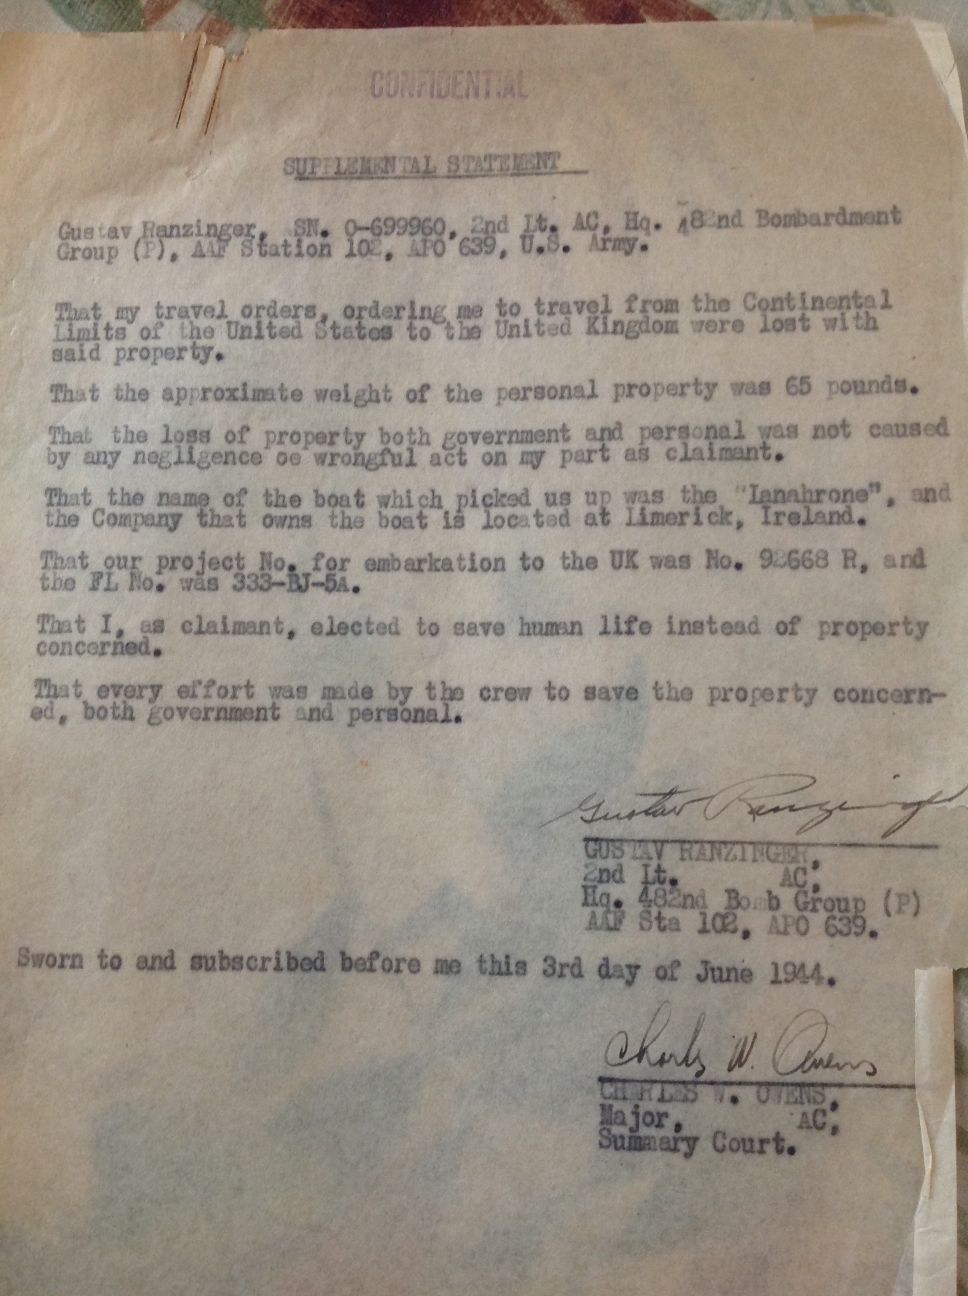 CONFIDENTIAL
SUPPLEMENTAL STATEMENT
Gustav Ranzinger, SN. O-699960, 2nd Lt. AC, Hq. 482nd Bombardment
Group (P), AAF Station 102, APO 639, U.S. Army.
That my travel orders, ordering me to travel from the Continental
Limits of the United States to the United Kingdom were lost with
said property.
That the approximate weight of the personal property was 65 pounds.
That the loss of property both government and personal was not caused
by any negligence oe wrongful act on my part as claimant.
That the name of the boat which picked us up was the "Lanahrone", and
the Company that owns the boat is located at Limerick, Ireland.
That our project No. for embarkation to the UK was No. 92668 R, and
the FL No. was 333-BJ-5A.
That I, as claimant, elected to save human life instead of property
concerned.
That every effort was made by the crew to save the property concern-
ed, both government and personal.
Gustav Ranzinger
GUSTAV RANZINGER,
2nd Lt. AC,
Hq. 482nd Bomb Group (P)
AAF Sta 102, APO 639.
Sworn to and subscribed before me this 3rd day of June 1944.
Charles W. Owens
CHARLES W. OWENS,
Major, AC,
Summary Court.